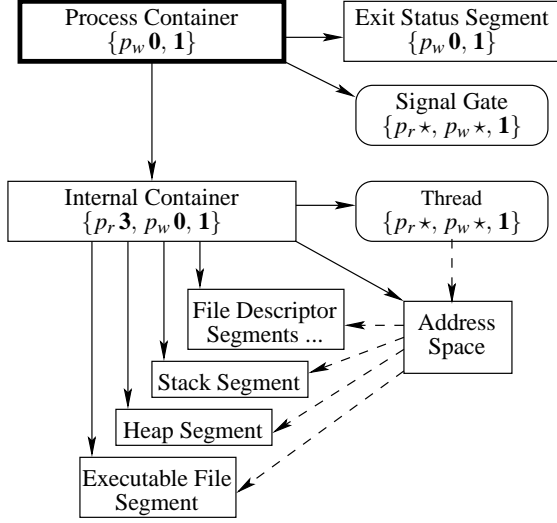 Process Container
{p_w 0, 1}
Exit Status Segment
{p_w 0, 1}
Signal Gate
{p_r ⋆, p_w ⋆, 1}
Internal Container
{p_r 3, p_w 0, 1}
Thread
{p_r ⋆, p_w ⋆, 1}
File Descriptor
Segments ...
Address
Space
Stack Segment
Heap Segment
Executable File
Segment